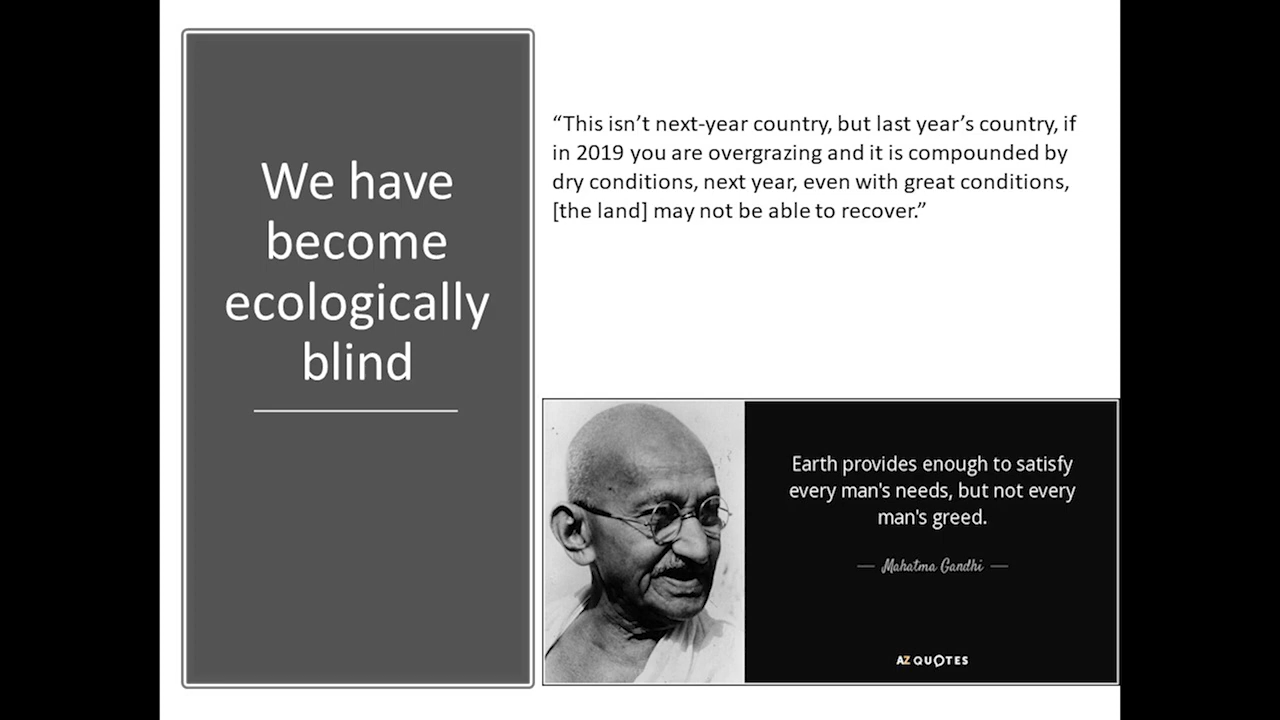 We have
become
ecologically
blind
“This isn’t next-year country, but last year’s country, if
in 2019 you are overgrazing and it is compounded by
dry conditions, next year, even with great conditions,
[the land] may not be able to recover.”
Earth provides enough to satisfy
every man's needs, but not every
man's greed.
— Mahatma Gandhi —
AZ QUOTES